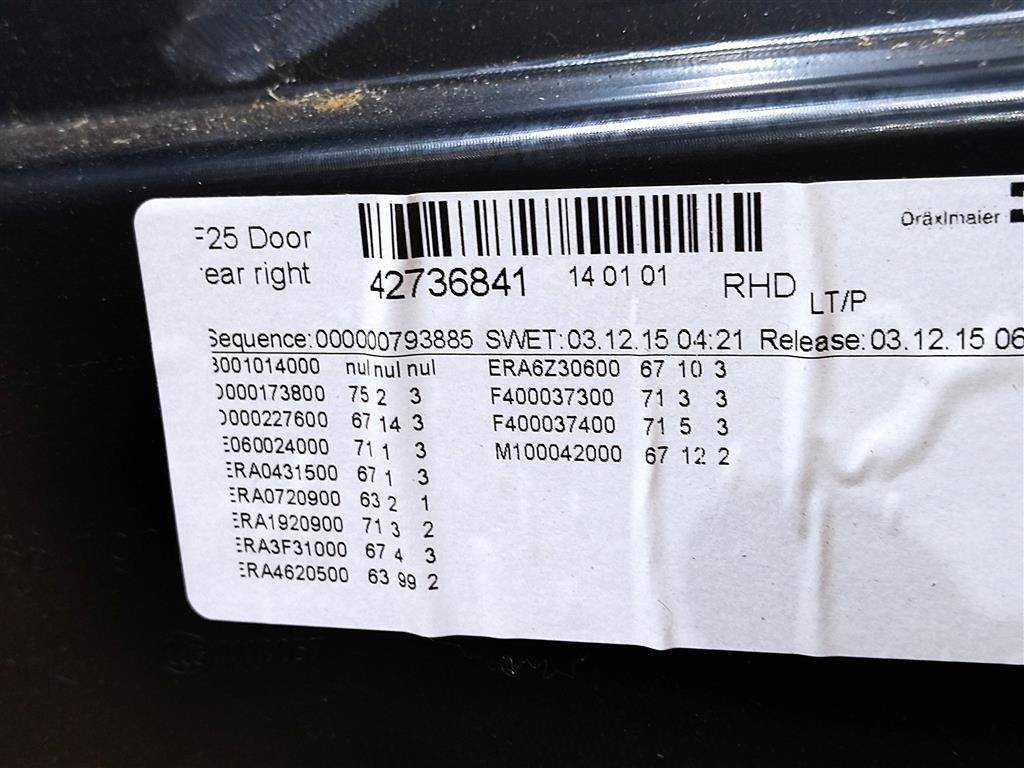 F25 Door
rear right
42736841
14 01 01
RHD
LT/P
Dräxlmaier
Sequence:000000793885 SWET:03.12.15 04:21 Release:03.12.15 06
3001014000 nul nul nul
0000173800 75 2 3
0000227600 67 14 3
E060024000 71 1 3
ERA0431500 67 1 3
ERA0720900 63 2 1
ERA1920900 71 3 2
ERA3F31000 67 4 3
ERA4620500 63 99 2
ERA6Z30600 67 10 3
F400037300 71 3 3
F400037400 71 5 3
M100042000 67 12 2